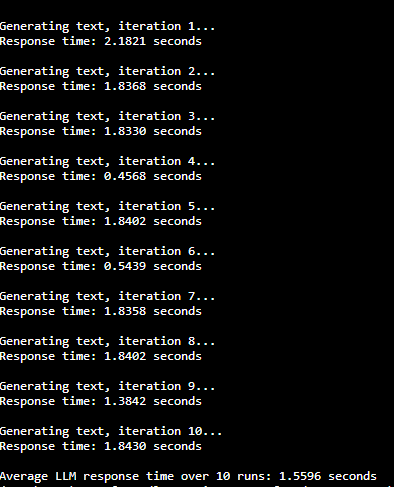 Generating text, iteration 1...
Response time: 2.1821 seconds
Generating text, iteration 2...
Response time: 1.8368 seconds
Generating text, iteration 3...
Response time: 1.8330 seconds
Generating text, iteration 4...
Response time: 0.4568 seconds
Generating text, iteration 5...
Response time: 1.8402 seconds
Generating text, iteration 6...
Response time: 0.5439 seconds
Generating text, iteration 7...
Response time: 1.8358 seconds
Generating text, iteration 8...
Response time: 1.8402 seconds
Generating text, iteration 9...
Response time: 1.3842 seconds
Generating text, iteration 10...
Response time: 1.8430 seconds
Average LLM response time over 10 runs: 1.5596 seconds